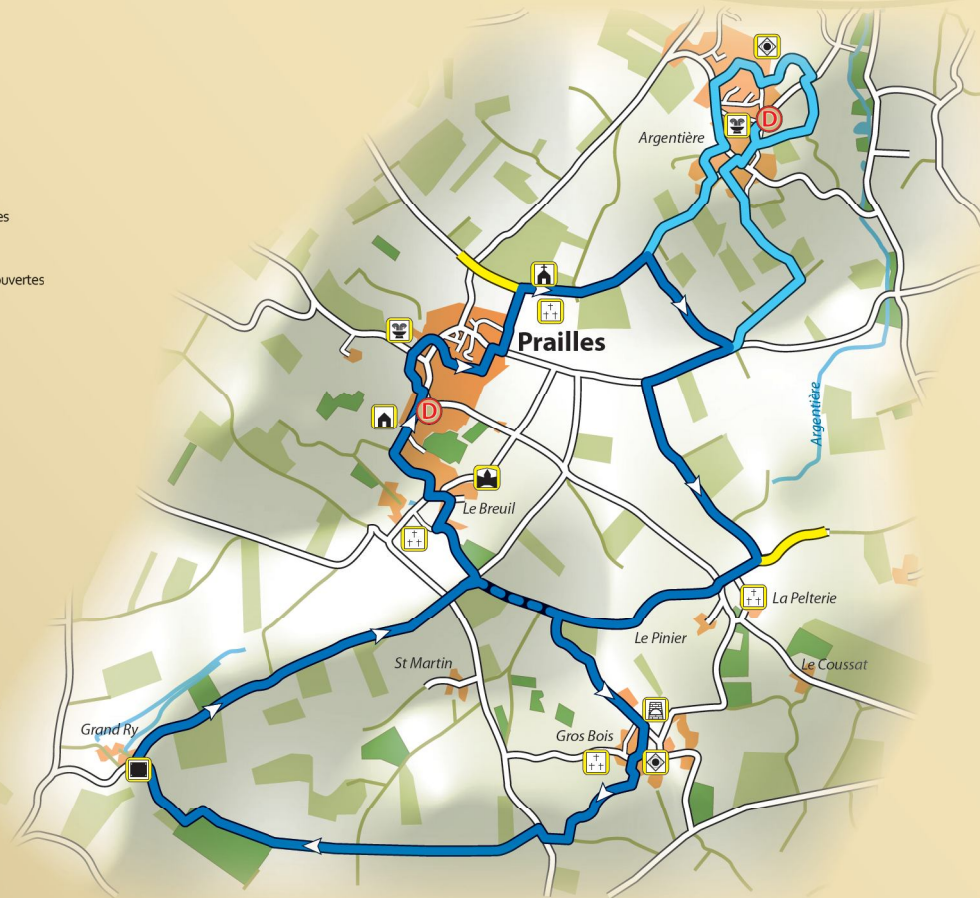 D
Argentière
es
ouvertes
Prailles
D
Argentière
Le Breuil
La Pelterie
Le Pinier
St Martin
Le Coussat
Grand Ry
Gros Bois